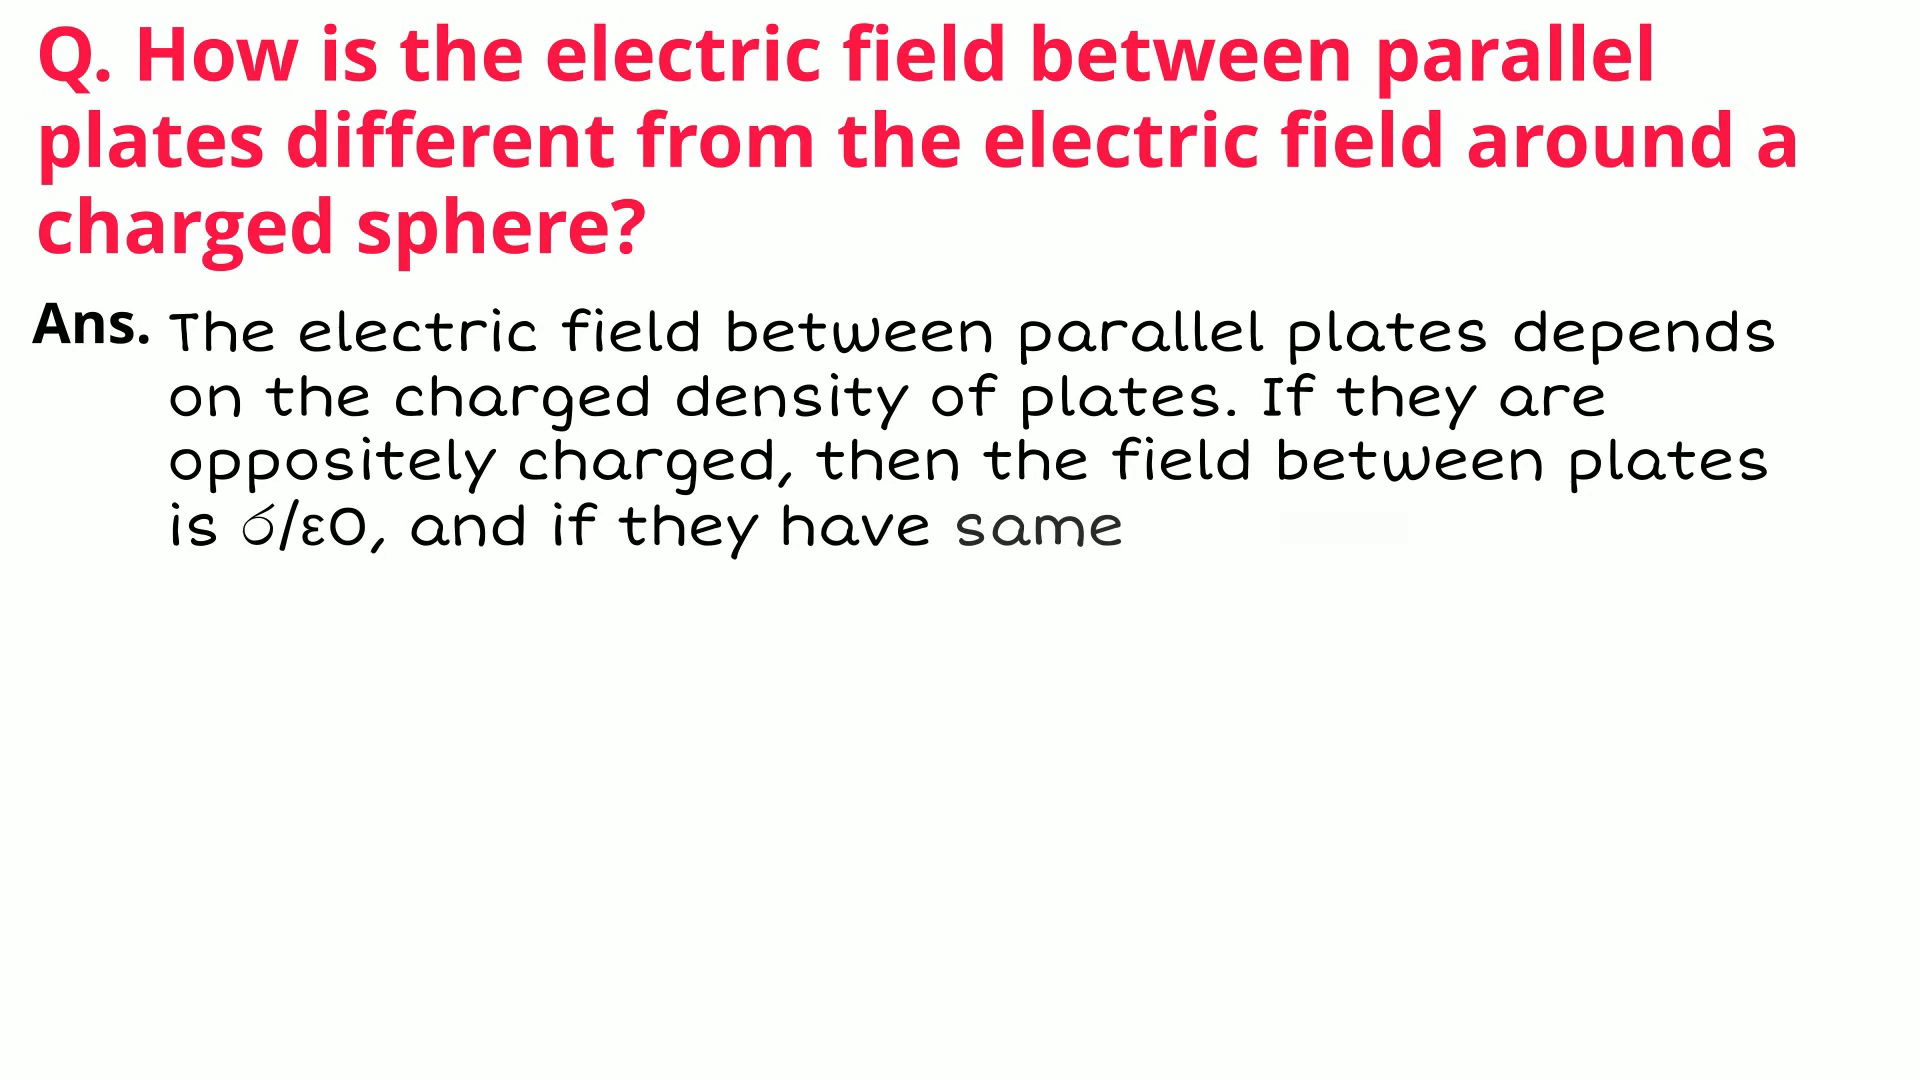 Q. How is the electric field between parallel
plates different from the electric field around a
charged sphere?
Ans. The electric field between parallel plates depends
on the charged density of plates. If they are
oppositely charged, then the field between plates
is σ/ε0, and if they have same